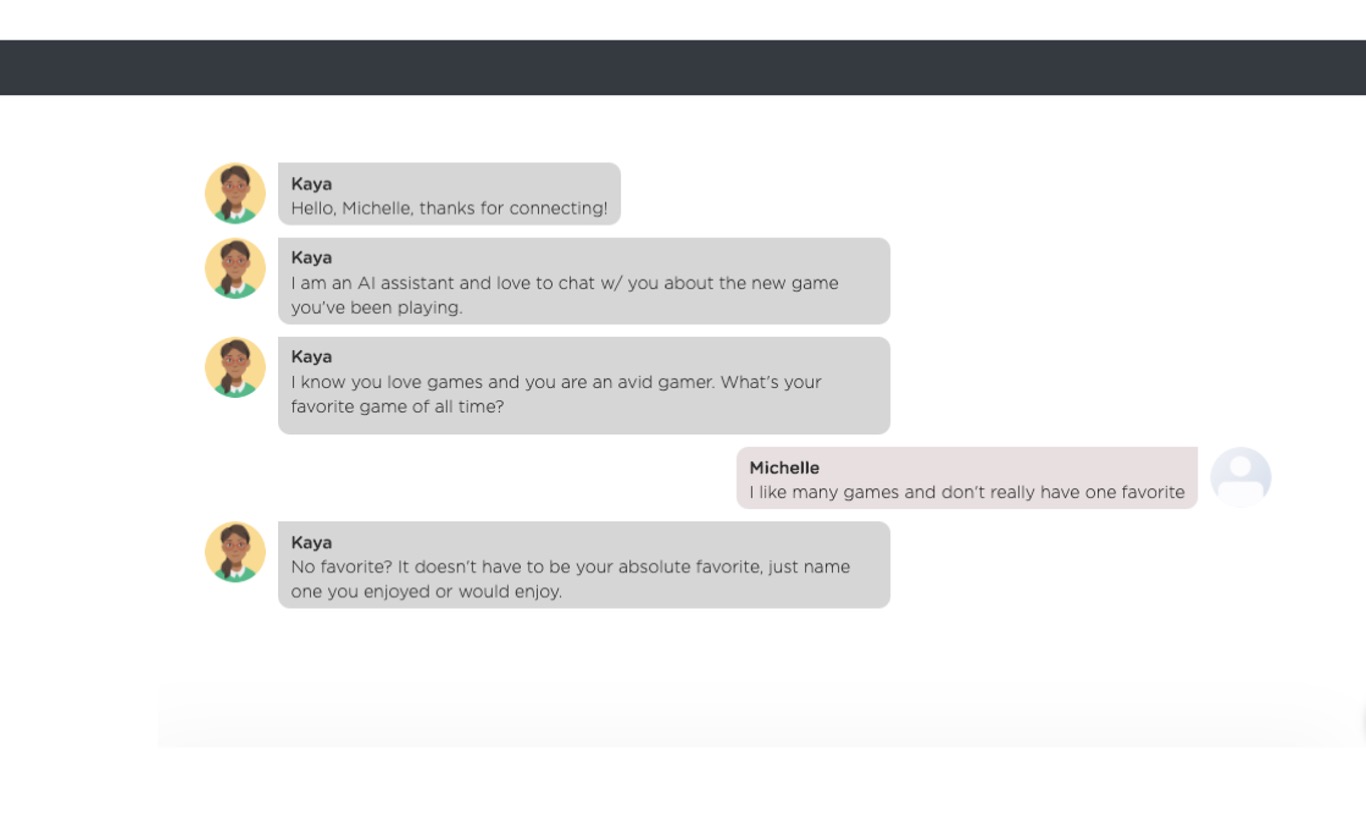 Kaya
Hello, Michelle, thanks for connecting!
Kaya
I am an AI assistant and love to chat w/ you about the new game
you've been playing.
Kaya
I know you love games and you are an avid gamer. What's your
favorite game of all time?
Michelle
I like many games and don't really have one favorite
Kaya
No favorite? It doesn't have to be your absolute favorite, just name
one you enjoyed or would enjoy.